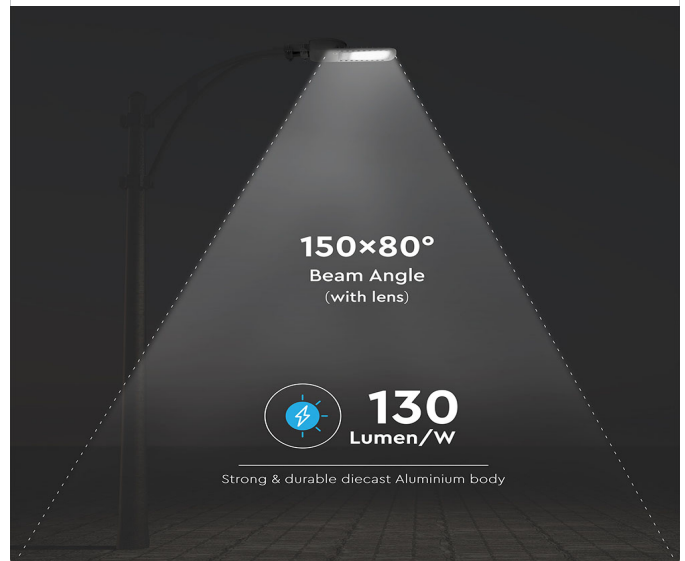 150×80°
Beam Angle
(with lens)
130
Lumen/W
Strong & durable diecast Aluminium body